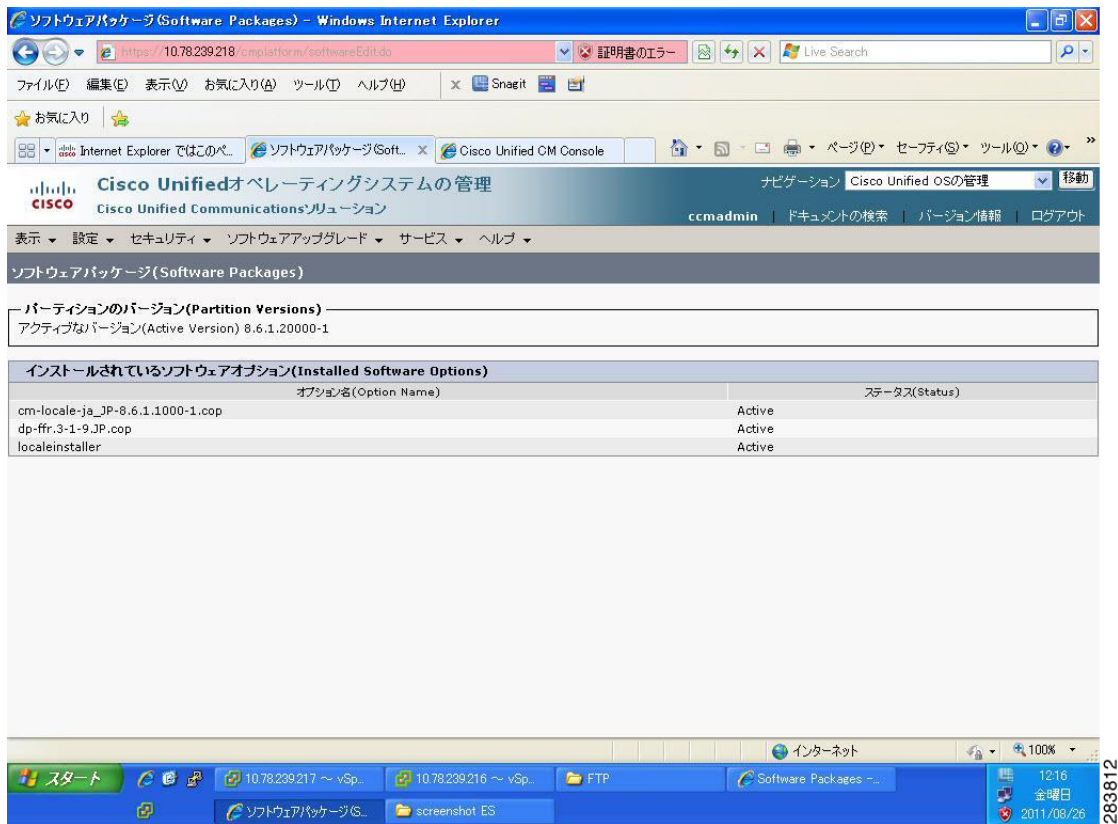 ソフトウェアパッケージ(Software Packages) - Windows Internet Explorer
https://10.78.239.218/cmplatform/softwareEdit.do
証明書のエラー
Live Search
ファイル(F) 編集(E) 表示(V) お気に入り(A) ツール(T) ヘルプ(H) x Snagit
お気に入り
Internet Explorer ではこのペ... ソフトウェアパッケージ(Soft... X Cisco Unified CM Console
ページ(P) セーフティ(S) ツール(O) »
CISCO
Cisco Unifiedオペレーティングシステムの管理
Cisco Unified Communicationsソリューション
ナビゲーション Cisco Unified OSの管理 移動
ccmadmin | ドキュメントの検索 | バージョン情報 | ログアウト
表示 設定 セキュリティ ソフトウェアアップグレード サービス ヘルプ
ソフトウェアパッケージ(Software Packages)
パーティションのバージョン(Partition Versions)
アクティブなバージョン(Active Version) 8.6.1.20000-1
インストールされているソフトウェアオプション(Installed Software Options)
オプション名(Option Name) ステータス(Status)
cm-locale-ja_JP-8.6.1.1000-1.cop Active
dp-ffr.3-1-9.JP.cop Active
localeinstaller Active
インターネット 100%
スタート 10.78.239.217 ～ vSp... 10.78.239.216 ～ vSp... FTP Software Packages -... 12:16
ソフトウェアパッケージ(S... screenshot ES 金曜日
2011/08/26
283812